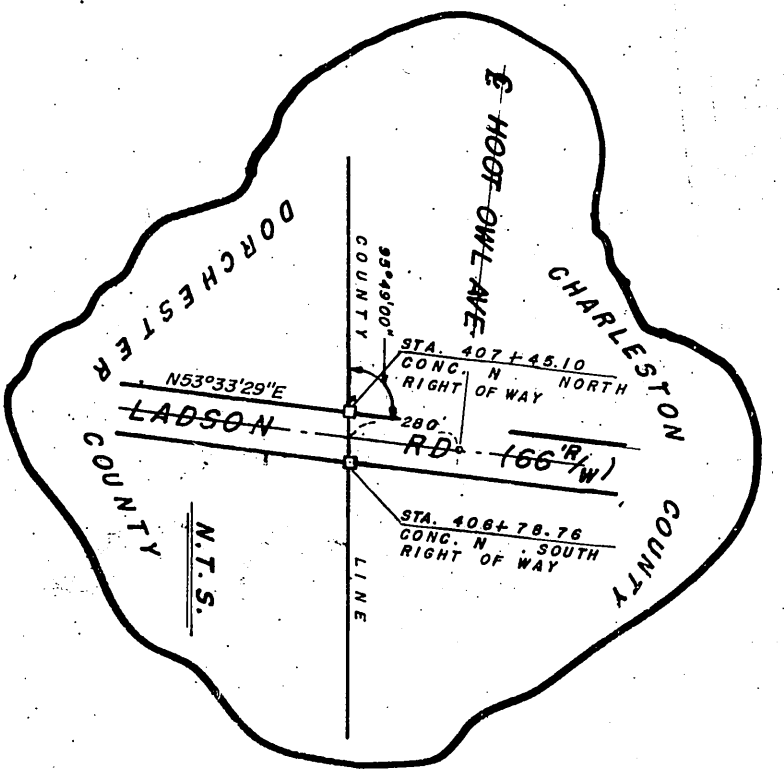 ℄ HOOT OWL AVE.
DORCHESTER
COUNTY
CHARLESTON
COUNTY
COUNTY
LINE
95°49'00"
STA. 407+45.10
CONC. N NORTH
RIGHT OF WAY
N53°33'29"E
LADSON RD (66' R/W)
280'
STA. 406+78.76
CONC. N. SOUTH
RIGHT OF WAY
N.T.S.